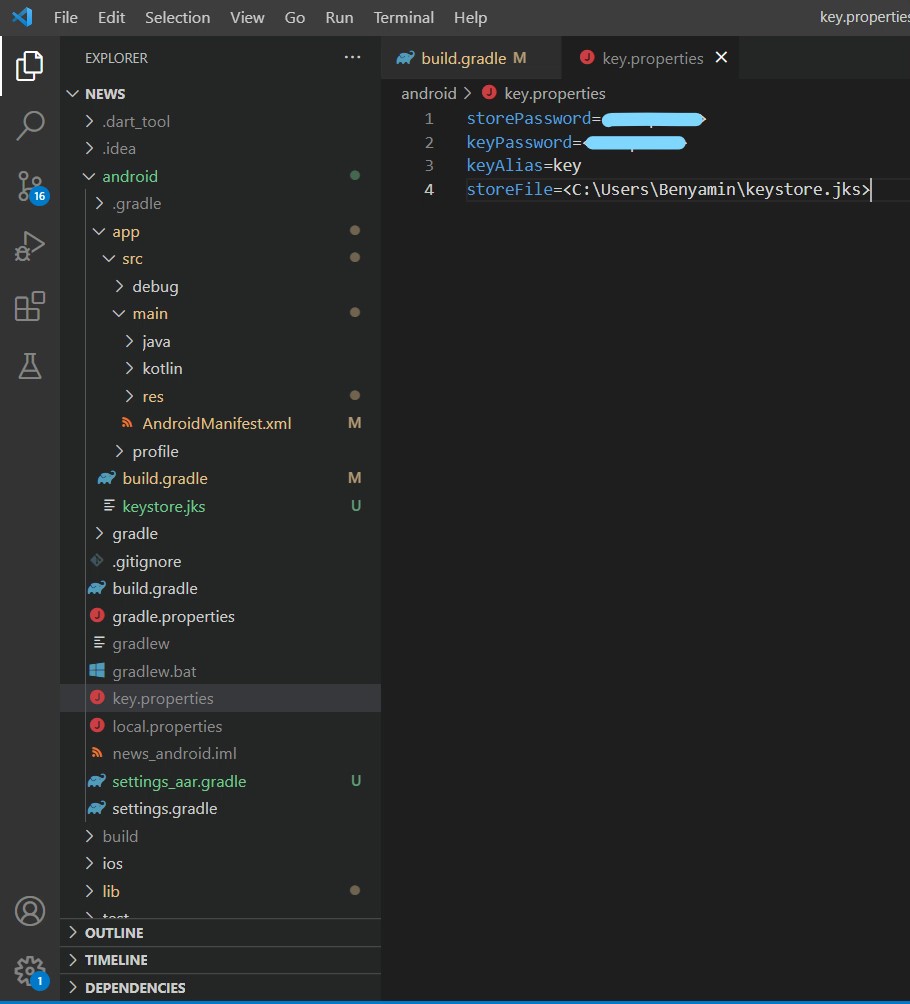 File Edit Selection View Go Run Terminal Help key.properties
EXPLORER ...
build.gradle M
key.properties
NEWS
android > key.properties
.dart_tool
.idea
android
.gradle
app
src
debug
main
java
kotlin
res
AndroidManifest.xml M
profile
build.gradle M
keystore.jks U
gradle
.gitignore
build.gradle
gradle.properties
gradlew
gradlew.bat
key.properties
local.properties
news_android.iml
settings_aar.gradle U
settings.gradle
build
ios
lib
test
OUTLINE
TIMELINE
DEPENDENCIES
16
1
1 storePassword=
2 keyPassword=
3 keyAlias=key
4 storeFile=<C:\Users\Benyamin\keystore.jks>